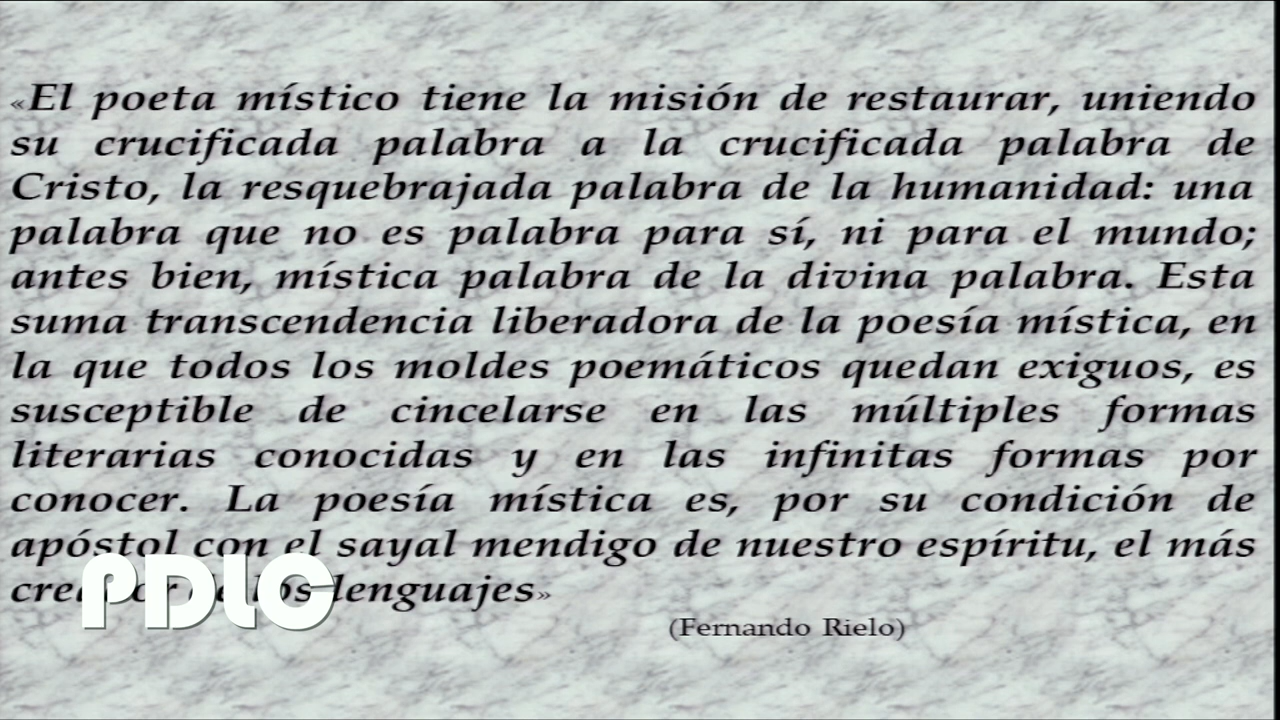 «El poeta místico tiene la misión de restaurar, uniendo
su crucificada palabra a la crucificada palabra de
Cristo, la resquebrajada palabra de la humanidad: una
palabra que no es palabra para sí, ni para el mundo;
antes bien, mística palabra de la divina palabra. Esta
suma transcendencia liberadora de la poesía mística, en
la que todos los moldes poemáticos quedan exiguos, es
susceptible de cincelarse en las múltiples formas
literarias conocidas y en las infinitas formas por
conocer. La poesía mística es, por su condición de
apóstol con el sayal mendigo de nuestro espíritu, el más
creador de los lenguajes»
PDLC
(Fernando Rielo)